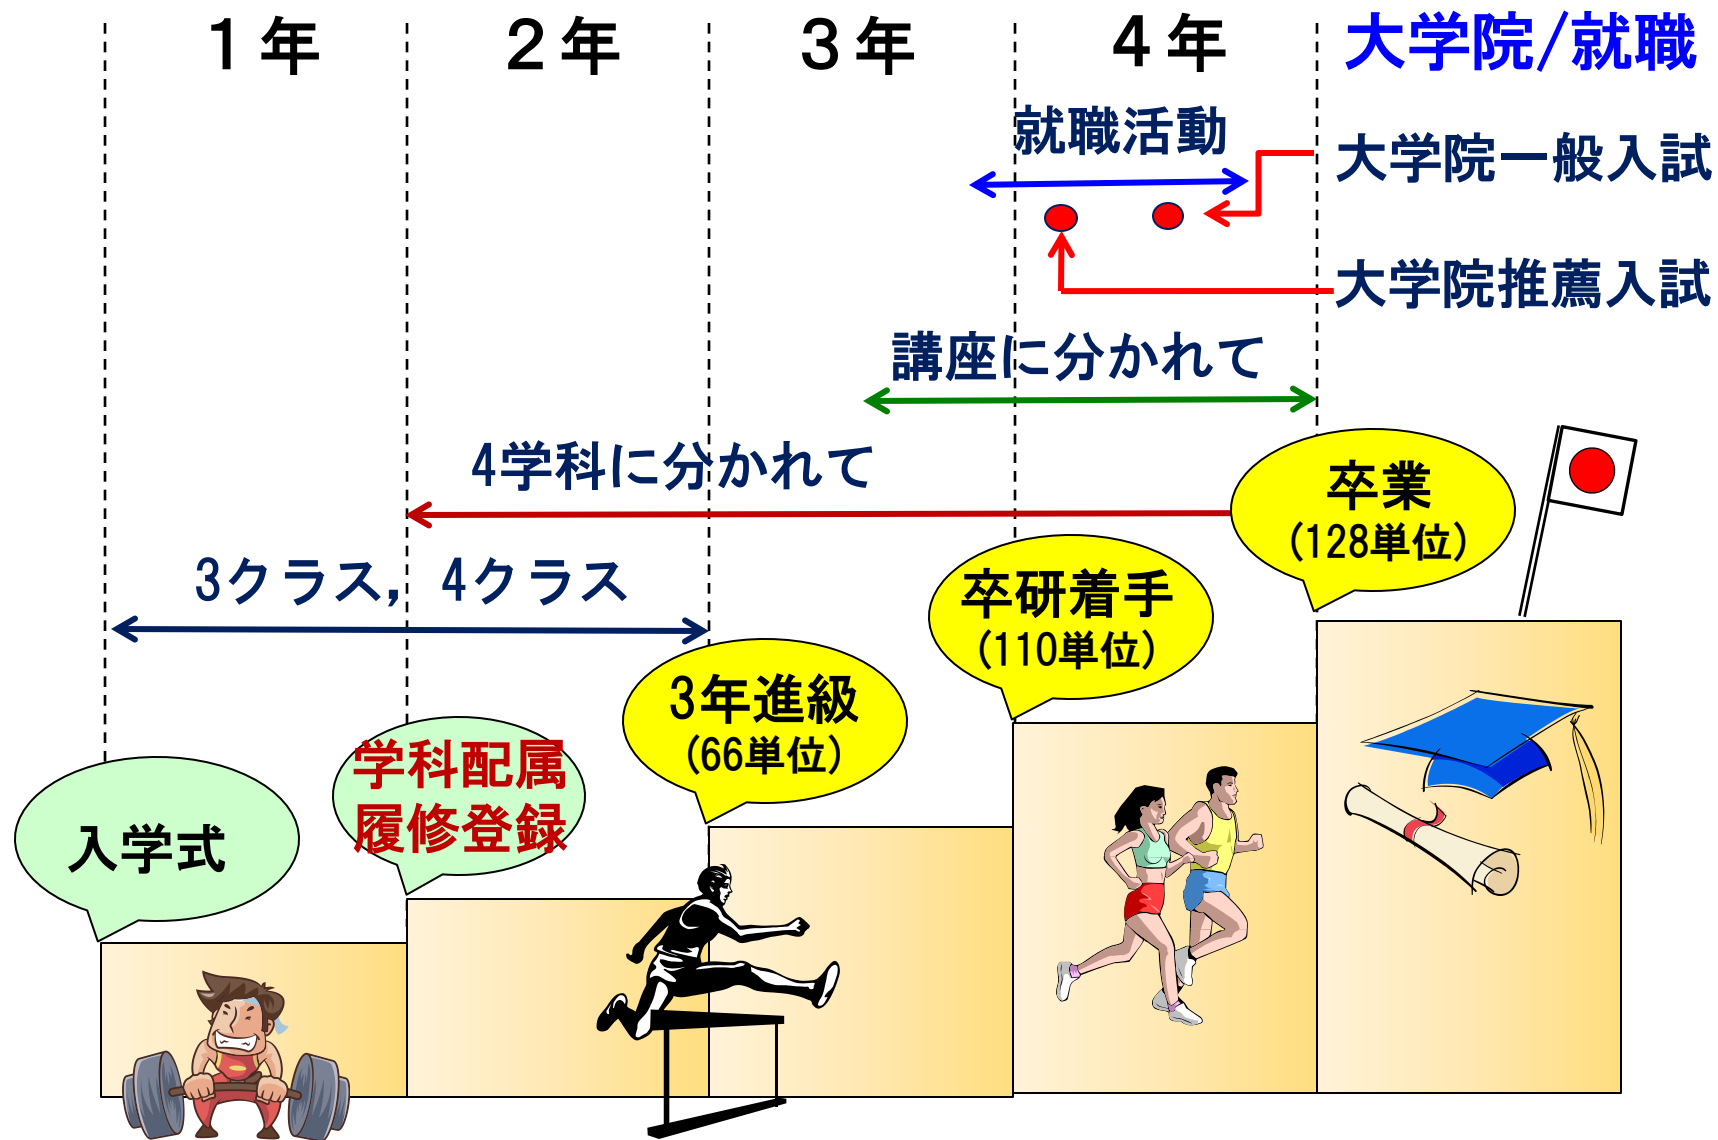 1年
2年
3年
4年
大学院/就職
就職活動
大学院一般入試
大学院推薦入試
講座に分かれて
4学科に分かれて
卒業
(128単位)
3クラス，4クラス
卒研着手
(110単位)
3年進級
(66単位)
学科配属
履修登録
入学式